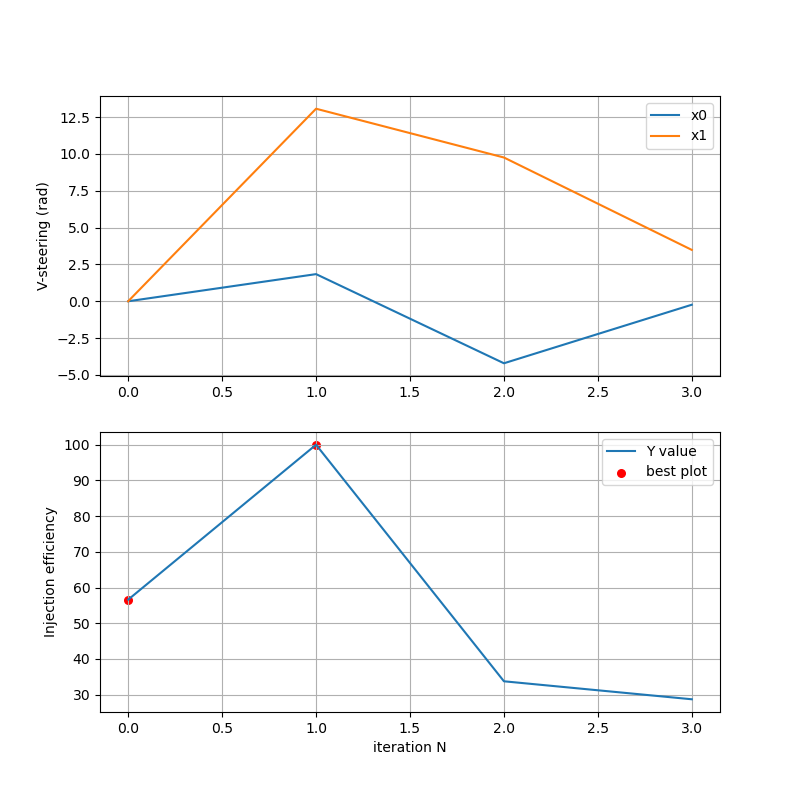 12.5
10.0
7.5
5.0
2.5
0.0
−2.5
−5.0
V-steering (rad)
x0
x1
0.0 0.5 1.0 1.5 2.0 2.5 3.0
100
90
80
70
60
50
40
30
Injection efficiency
Y value
best plot
0.0 0.5 1.0 1.5 2.0 2.5 3.0
iteration N